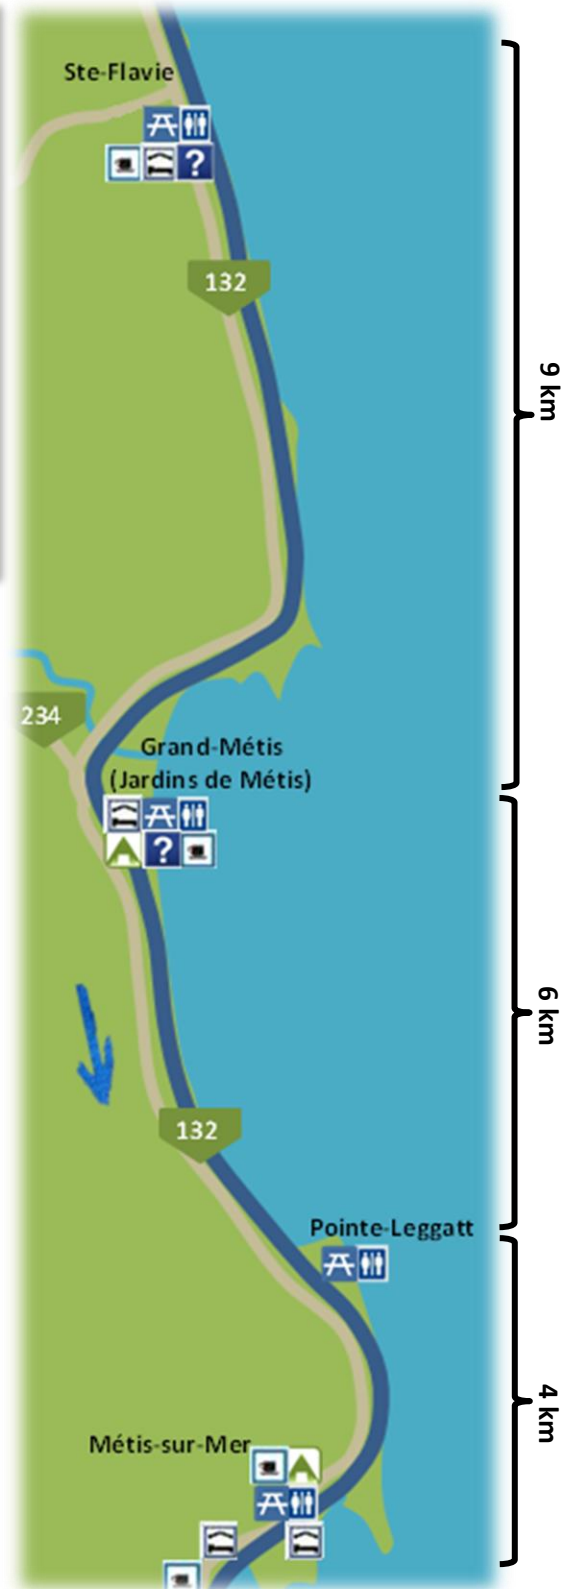 Ste-Flavie
?
132
9 km
234
Grand-Métis
(Jardins de Métis)
?
6 km
132
Pointe-Leggatt
4 km
Métis-sur-Mer